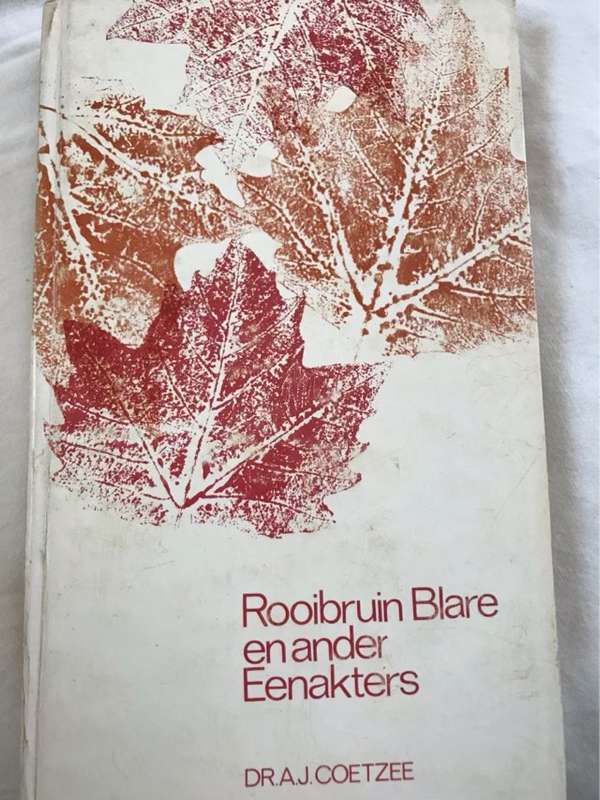 Rooibruin Blare
en ander
Eenakters
DR. A.J. COETZEE